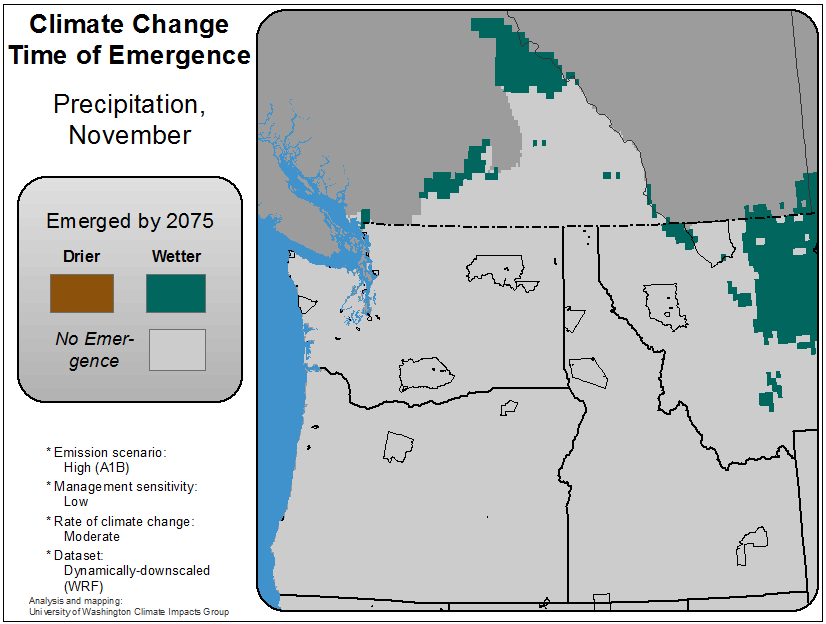 Climate Change
Time of Emergence
Precipitation,
November
Emerged by 2075
Drier Wetter
No Emer-
gence
* Emission scenario:
High (A1B)
* Management sensitivity:
Low
* Rate of climate change:
Moderate
* Dataset:
Dynamically-downscaled
(WRF)
Analysis and mapping:
University of Washington Climate Impacts Group